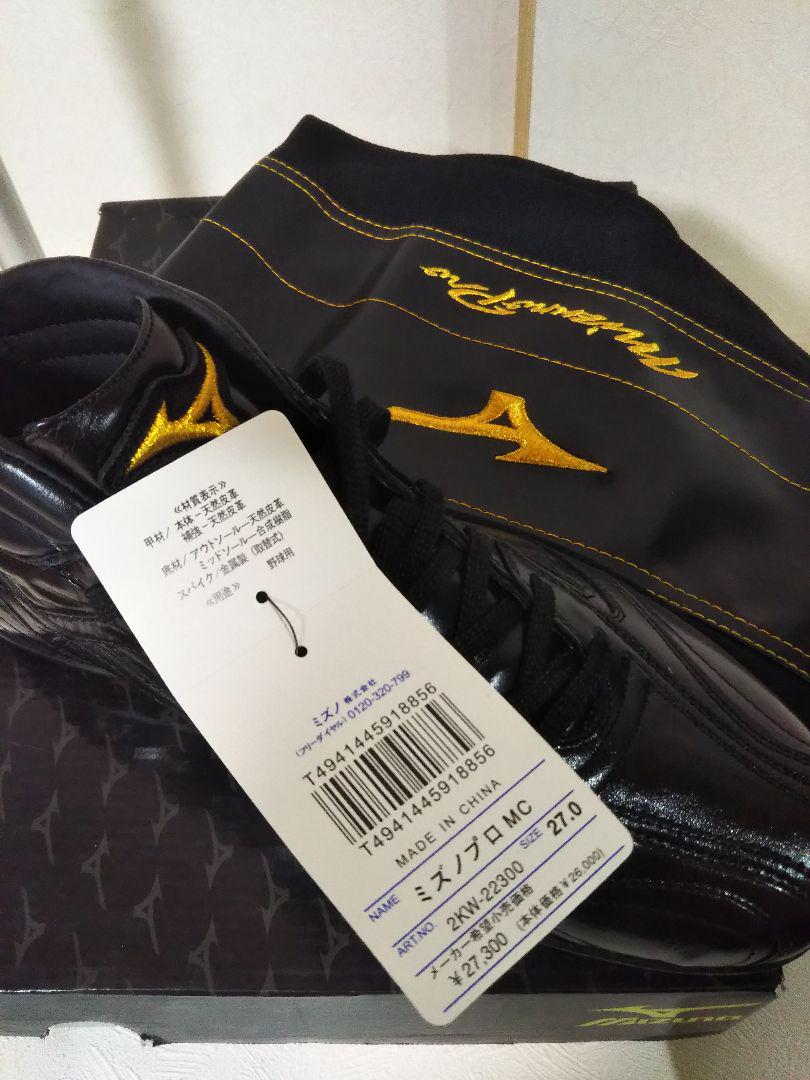 Mizuno Pro
≪材質表示≫
甲材/本体ー天然皮革
補強ー天然皮革
底材/アウトソールー天然皮革
ミッドソールー合成樹脂
スパイク/金属製(取替式)
≪用途≫ 野球用
ミズノ 株式会社
(フリーダイヤル) 0120-320-799
T4941445918856
T4941445918856
MADE IN CHINA
NAME ミズノプロ MC
ART.NO. 2KW-22300 SIZE 27.0
メーカー希望小売価格
¥27,300 (本体価格¥26,000)
mizuno